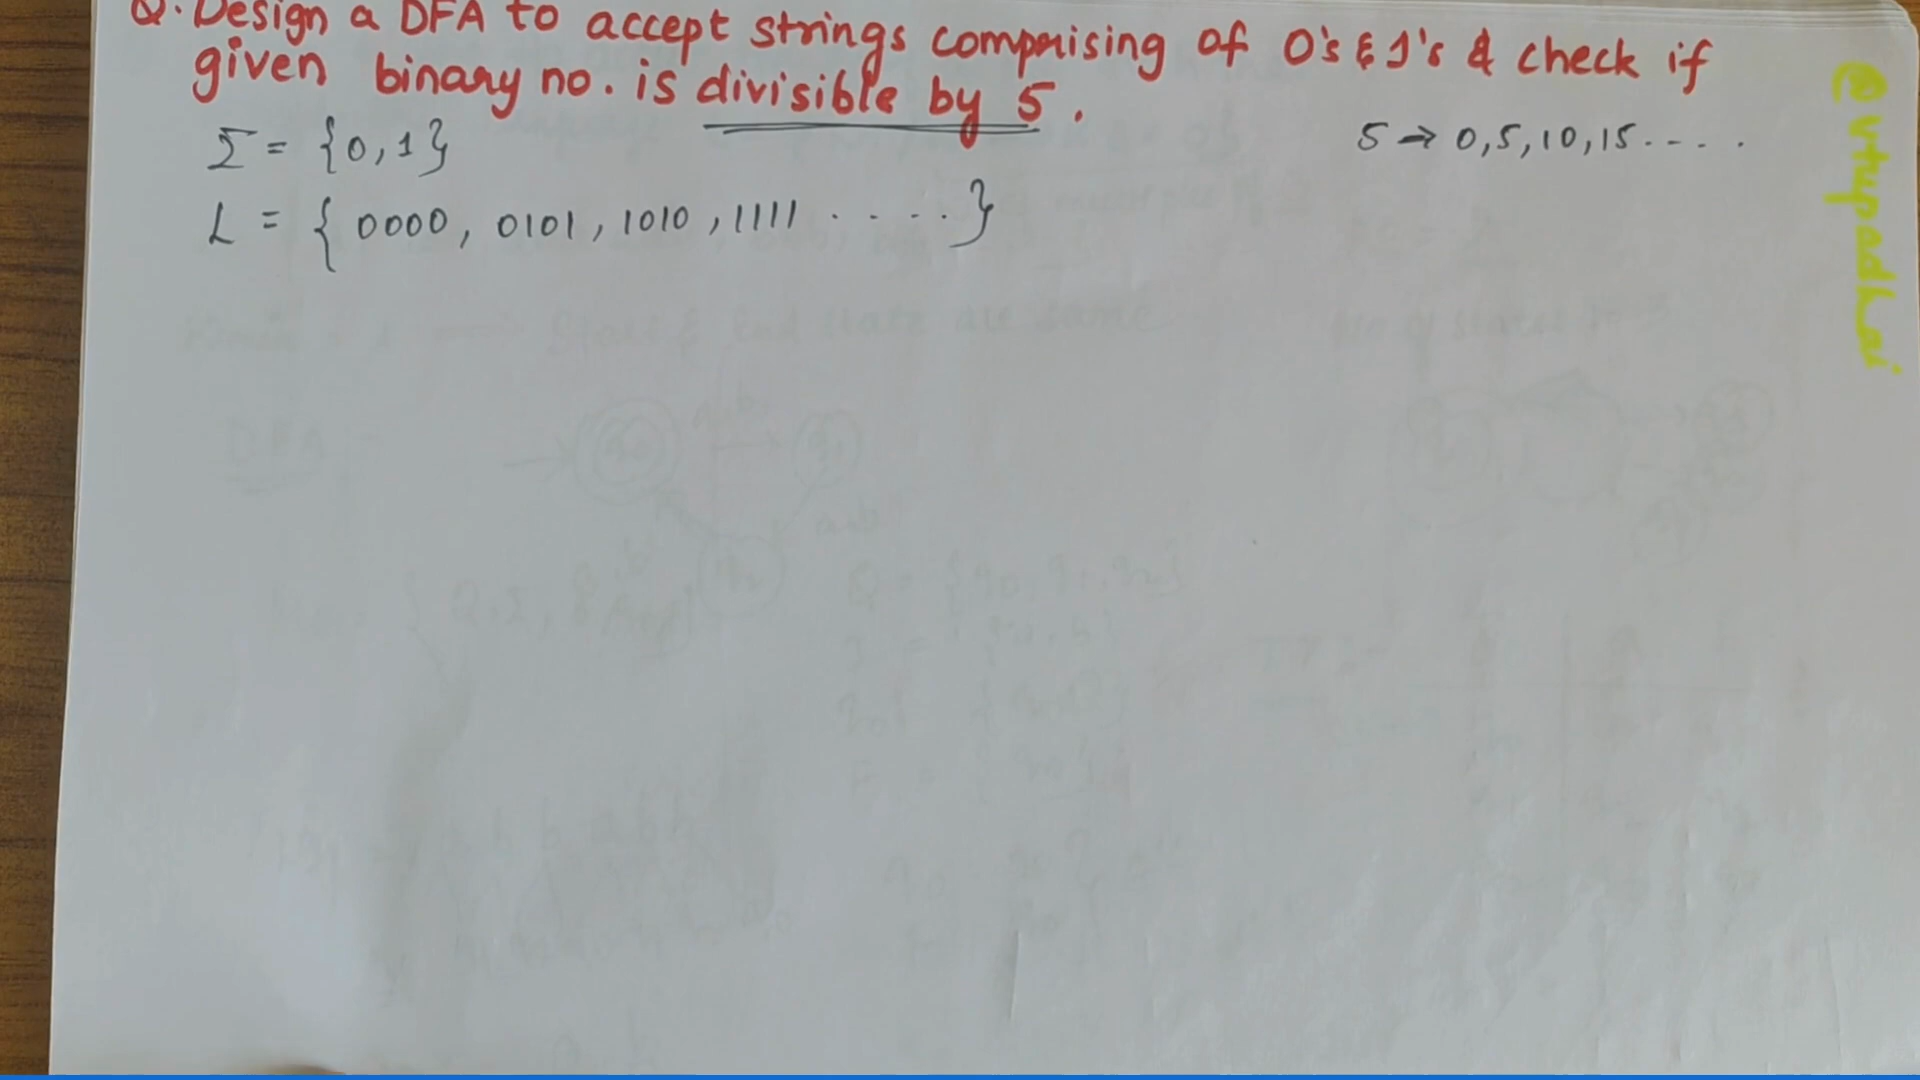 Q. Design a DFA to accept strings comprising of 0's & 1's & check if
given binary no. is divisible by 5.
Σ = {0,1}
5 → 0,5,10,15....
L = { 0000, 0101, 1010, 1111 .....}
@vtupadhai